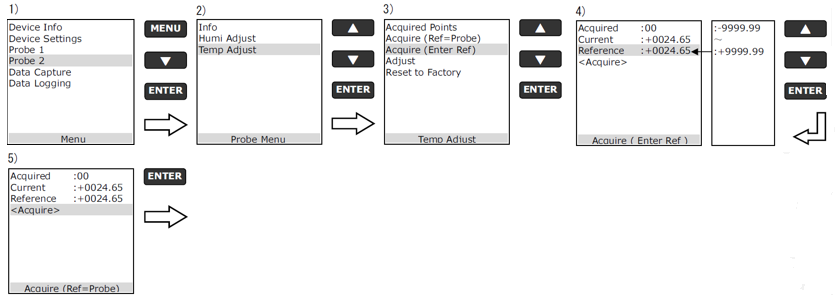 1)
Device Info
Device Settings
Probe 1
Probe 2
Data Capture
Data Logging
Menu
MENU
▼
ENTER
2)
Info
Humi Adjust
Temp Adjust
Probe Menu
▲
▼
ENTER
3)
Acquired Points
Acquire (Ref=Probe)
Acquire (Enter Ref)
Adjust
Reset to Factory
Temp Adjust
▲
▼
ENTER
4)
Acquired :00
Current :+0024.65
Reference :+0024.65
<Acquire>
Acquire ( Enter Ref )
:-9999.99
~
:+9999.99
▲
▼
ENTER
5)
Acquired :00
Current :+0024.65
Reference :+0024.65
<Acquire>
Acquire (Ref=Probe)
ENTER